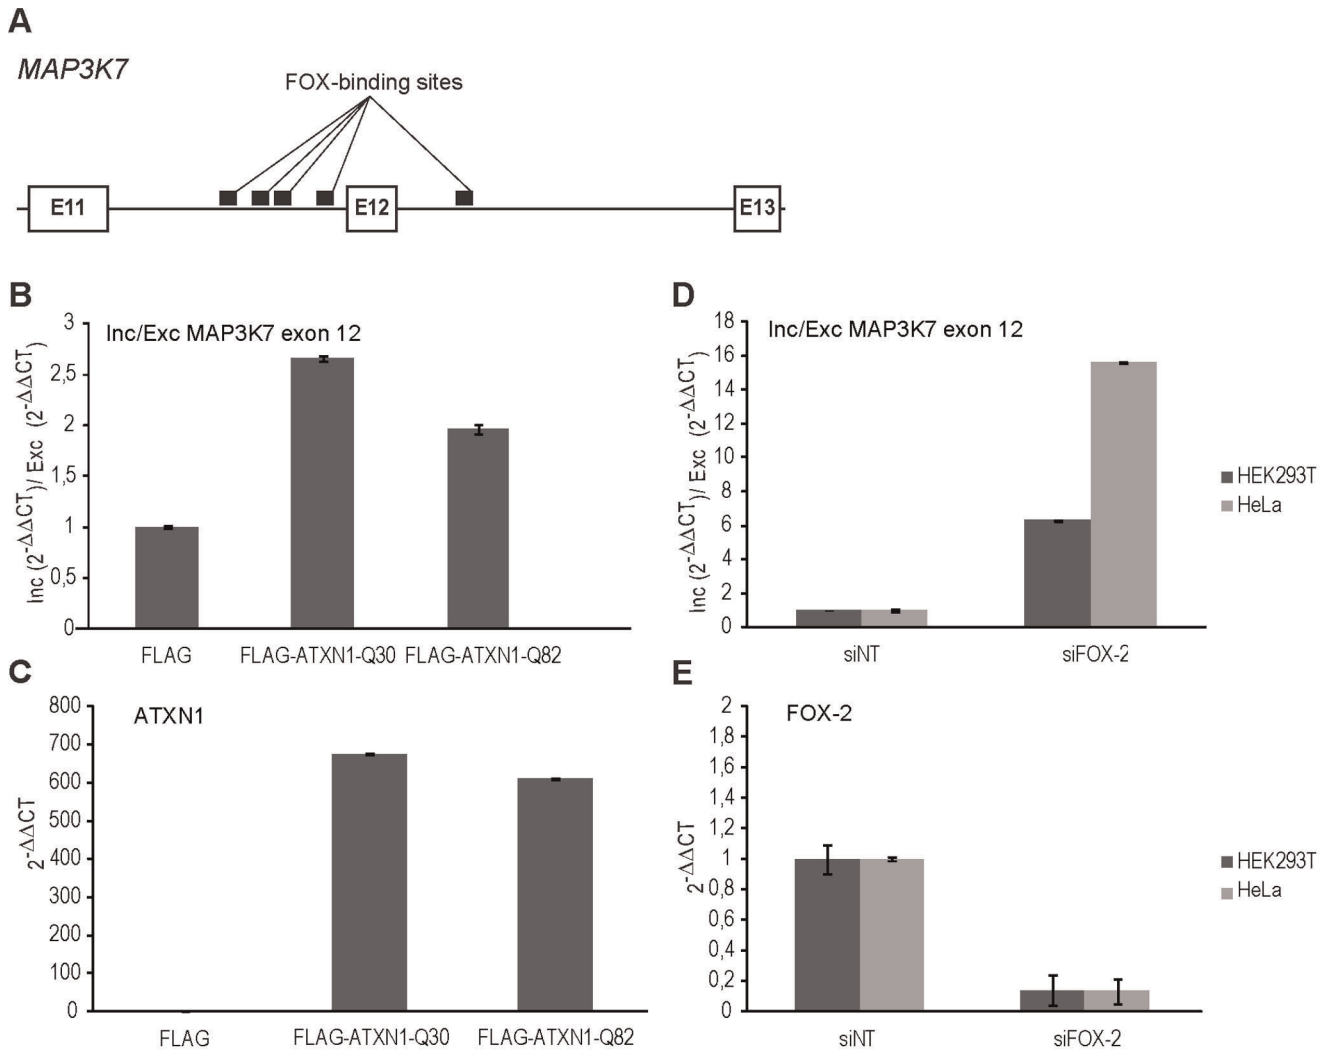 A
MAP3K7
FOX-binding sites
E11
E12
E13
B
Inc/Exc MAP3K7 exon 12
Inc (2-ΔΔCT)/ Exc (2-ΔΔCT)
3
2,5
2
1,5
1
0,5
0
FLAG
FLAG-ATXN1-Q30
FLAG-ATXN1-Q82
C
ATXN1
2-ΔΔCT
800
700
600
500
400
300
200
100
0
FLAG
FLAG-ATXN1-Q30
FLAG-ATXN1-Q82
D
Inc/Exc MAP3K7 exon 12
Inc (2-ΔΔCT)/ Exc (2-ΔΔCT)
18
16
14
12
10
8
6
4
2
0
siNT
siFOX-2
HEK293T
HeLa
E
FOX-2
2-ΔΔCT
2
1,8
1,6
1,4
1,2
1
0,8
0,6
0,4
0,2
0
siNT
siFOX-2
HEK293T
HeLa